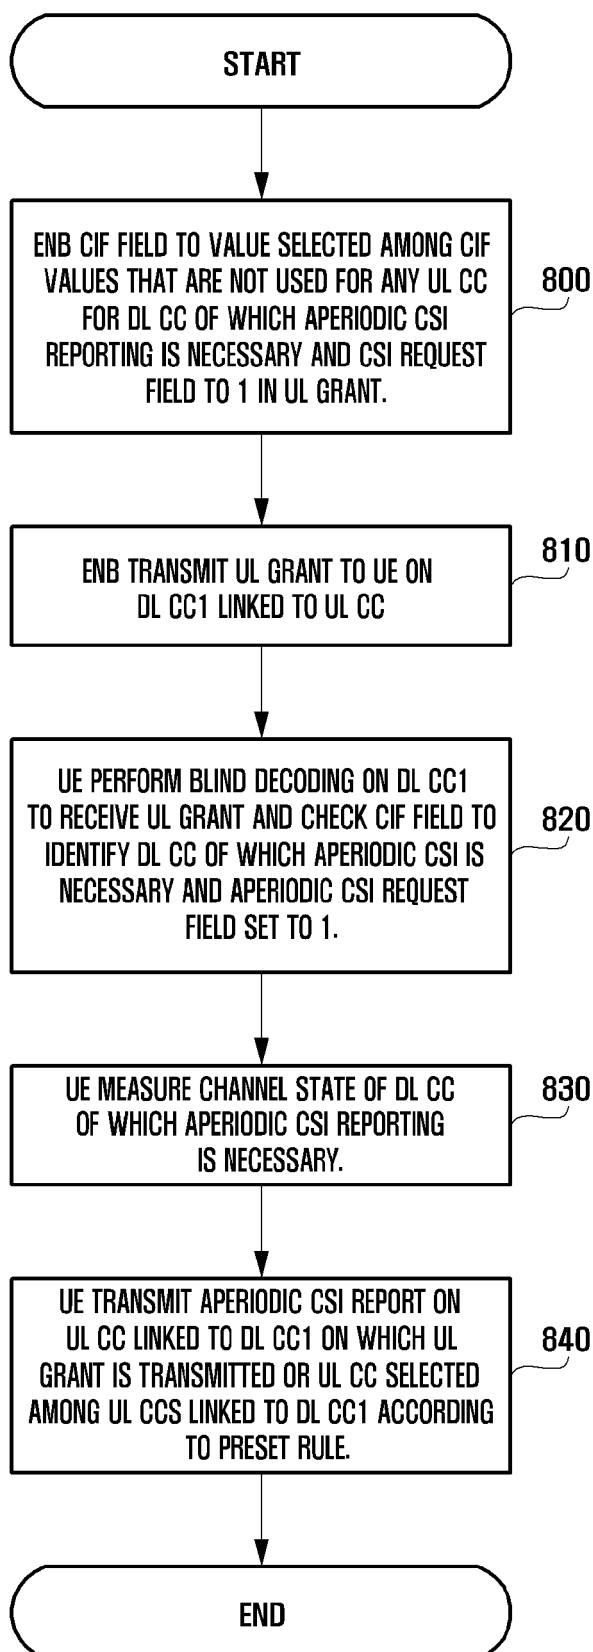 START
ENB CIF FIELD TO VALUE SELECTED AMONG CIF
VALUES THAT ARE NOT USED FOR ANY UL CC
FOR DL CC OF WHICH APERIODIC CSI
REPORTING IS NECESSARY AND CSI REQUEST
FIELD TO 1 IN UL GRANT.
800
ENB TRANSMIT UL GRANT TO UE ON
DL CC1 LINKED TO UL CC
810
UE PERFORM BLIND DECODING ON DL CC1
TO RECEIVE UL GRANT AND CHECK CIF FIELD TO
IDENTIFY DL CC OF WHICH APERIODIC CSI IS
NECESSARY AND APERIODIC CSI REQUEST
FIELD SET TO 1.
820
UE MEASURE CHANNEL STATE OF DL CC
OF WHICH APERIODIC CSI REPORTING
IS NECESSARY.
830
UE TRANSMIT APERIODIC CSI REPORT ON
UL CC LINKED TO DL CC1 ON WHICH UL
GRANT IS TRANSMITTED OR UL CC SELECTED
AMONG UL CCS LINKED TO DL CC1 ACCORDING
TO PRESET RULE.
840
END